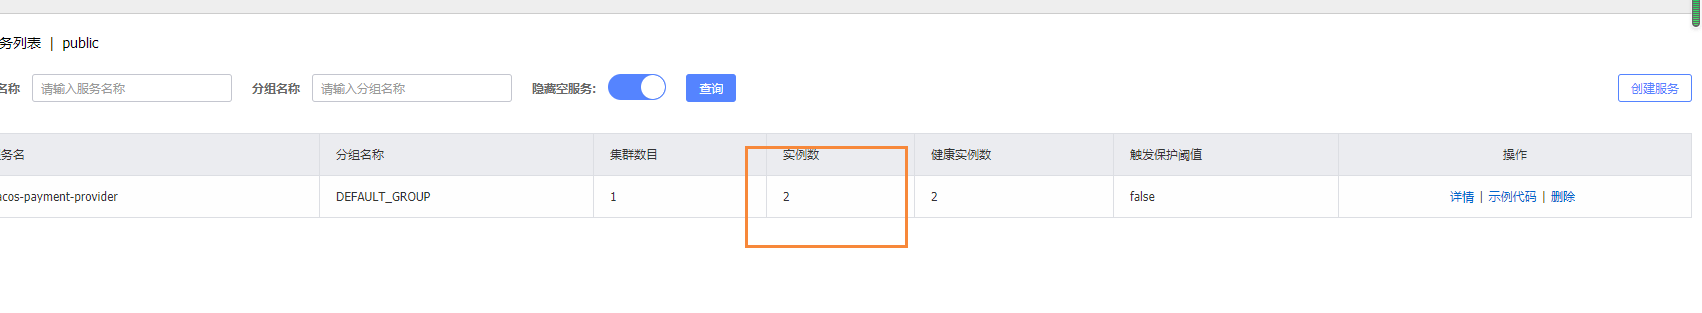 务列表 | public
名称 请输入服务名称 分组名称 请输入分组名称 隐藏空服务: 查询 创建服务
务名 分组名称 集群数目 实例数 健康实例数 触发保护阈值 操作
acos-payment-provider DEFAULT_GROUP 1 2 2 false 详情 | 示例代码 | 删除